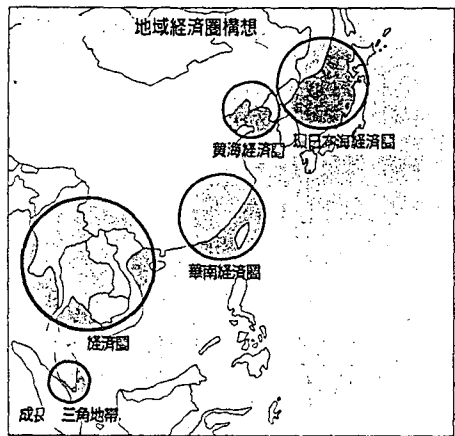 地域経済圏構想
黄海経済圏
日本海経済圏
華南経済圏
経済圏
成長 三角地帯